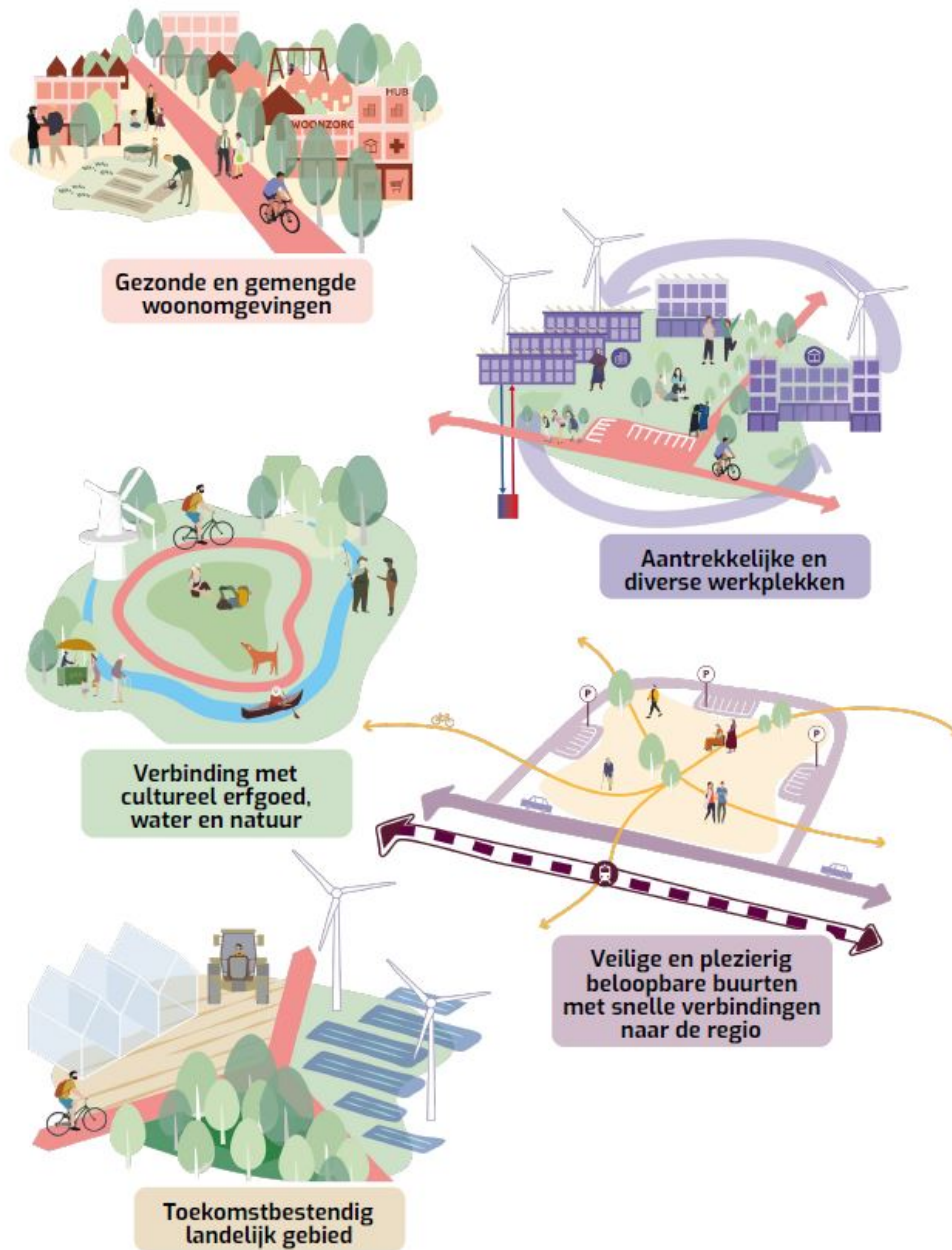 HUB
WOONZORG
Gezonde en gemengde
woonomgevingen
Aantrekkelijke en
diverse werkplekken
Verbinding met
cultureel erfgoed,
water en natuur
P
P
P
Veilige en plezierig
beloopbare buurten
met snelle verbindingen
naar de regio
Toekomstbestendig
landelijk gebied